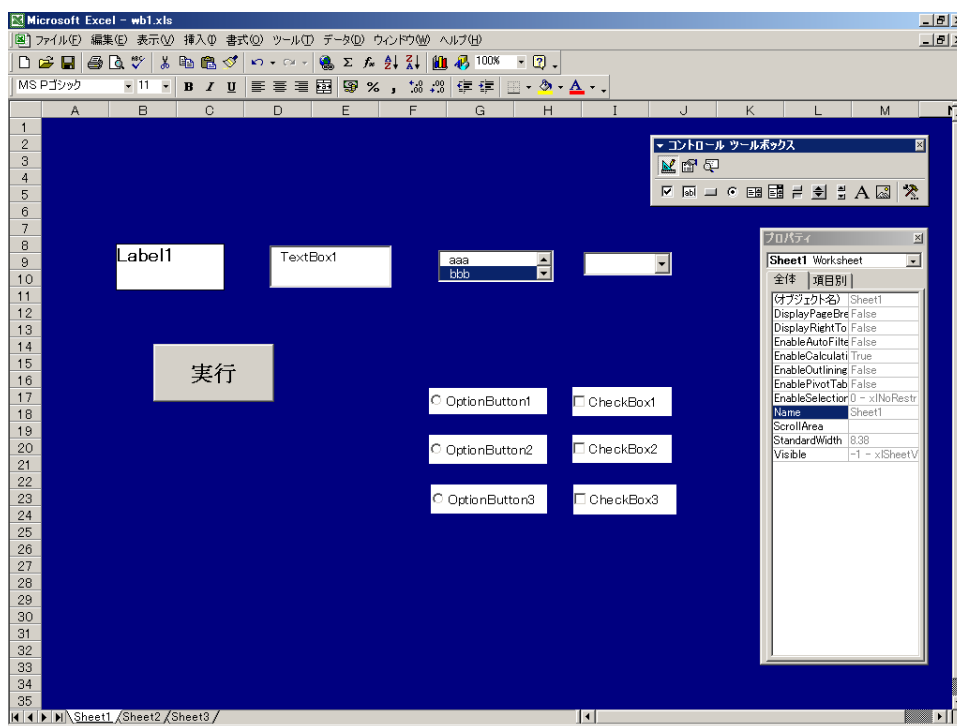 Microsoft Excel - wb1.xls
ファイル(F) 編集(E) 表示(V) 挿入(I) 書式(O) ツール(T) データ(D) ウィンドウ(W) ヘルプ(H)
100%
MS Pゴシック 11 B I U % ,
A B C D E F G H I J K L M
1
2
3
4
5
6
7
8
9
10
11
12
13
14
15
16
17
18
19
20
21
22
23
24
25
26
27
28
29
30
31
32
33
34
35
コントロール ツールボックス
Label1
TextBox1
aaa
bbb
実行
OptionButton1
CheckBox1
OptionButton2
CheckBox2
OptionButton3
CheckBox3
プロパティ
Sheet1 Worksheet
全体 項目別
(オブジェクト名) Sheet1
DisplayPageBre False
DisplayRightTo False
EnableAutoFilte False
EnableCalculati True
EnableOutlining False
EnablePivotTab False
EnableSelection 0 - xlNoRestr
Name Sheet1
ScrollArea
StandardWidth 8.38
Visible -1 - xlSheetV
Sheet1 Sheet2 Sheet3